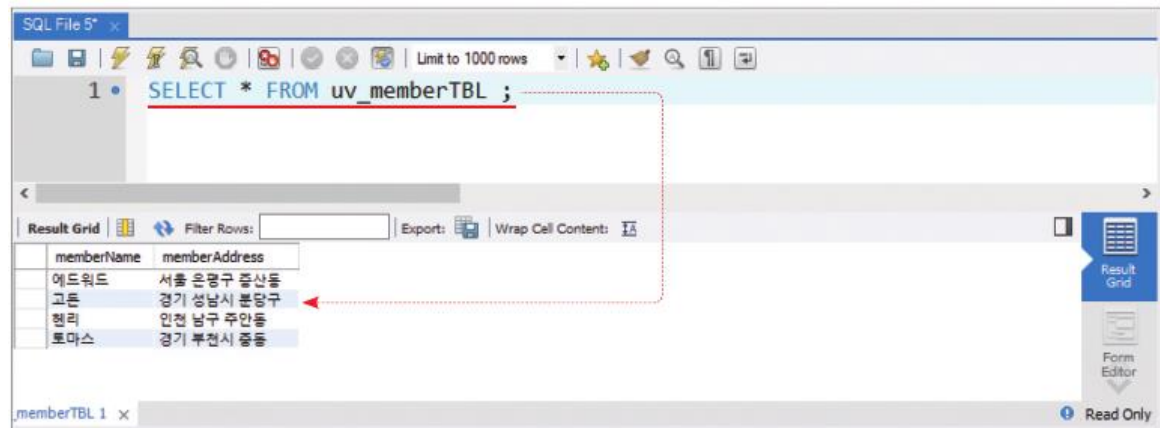 SQL File 5*
Limit to 1000 rows
1 SELECT * FROM uv_memberTBL ;
Result Grid Filter Rows: Export: Wrap Cell Content: IA
memberName memberAddress
에드워드 서울 은평구 증산동
고든 경기 성남시 분당구
헨리 인천 남구 주안동
토마스 경기 부천시 중동
Result
Grid
Form
Editor
_memberTBL 1 Read Only